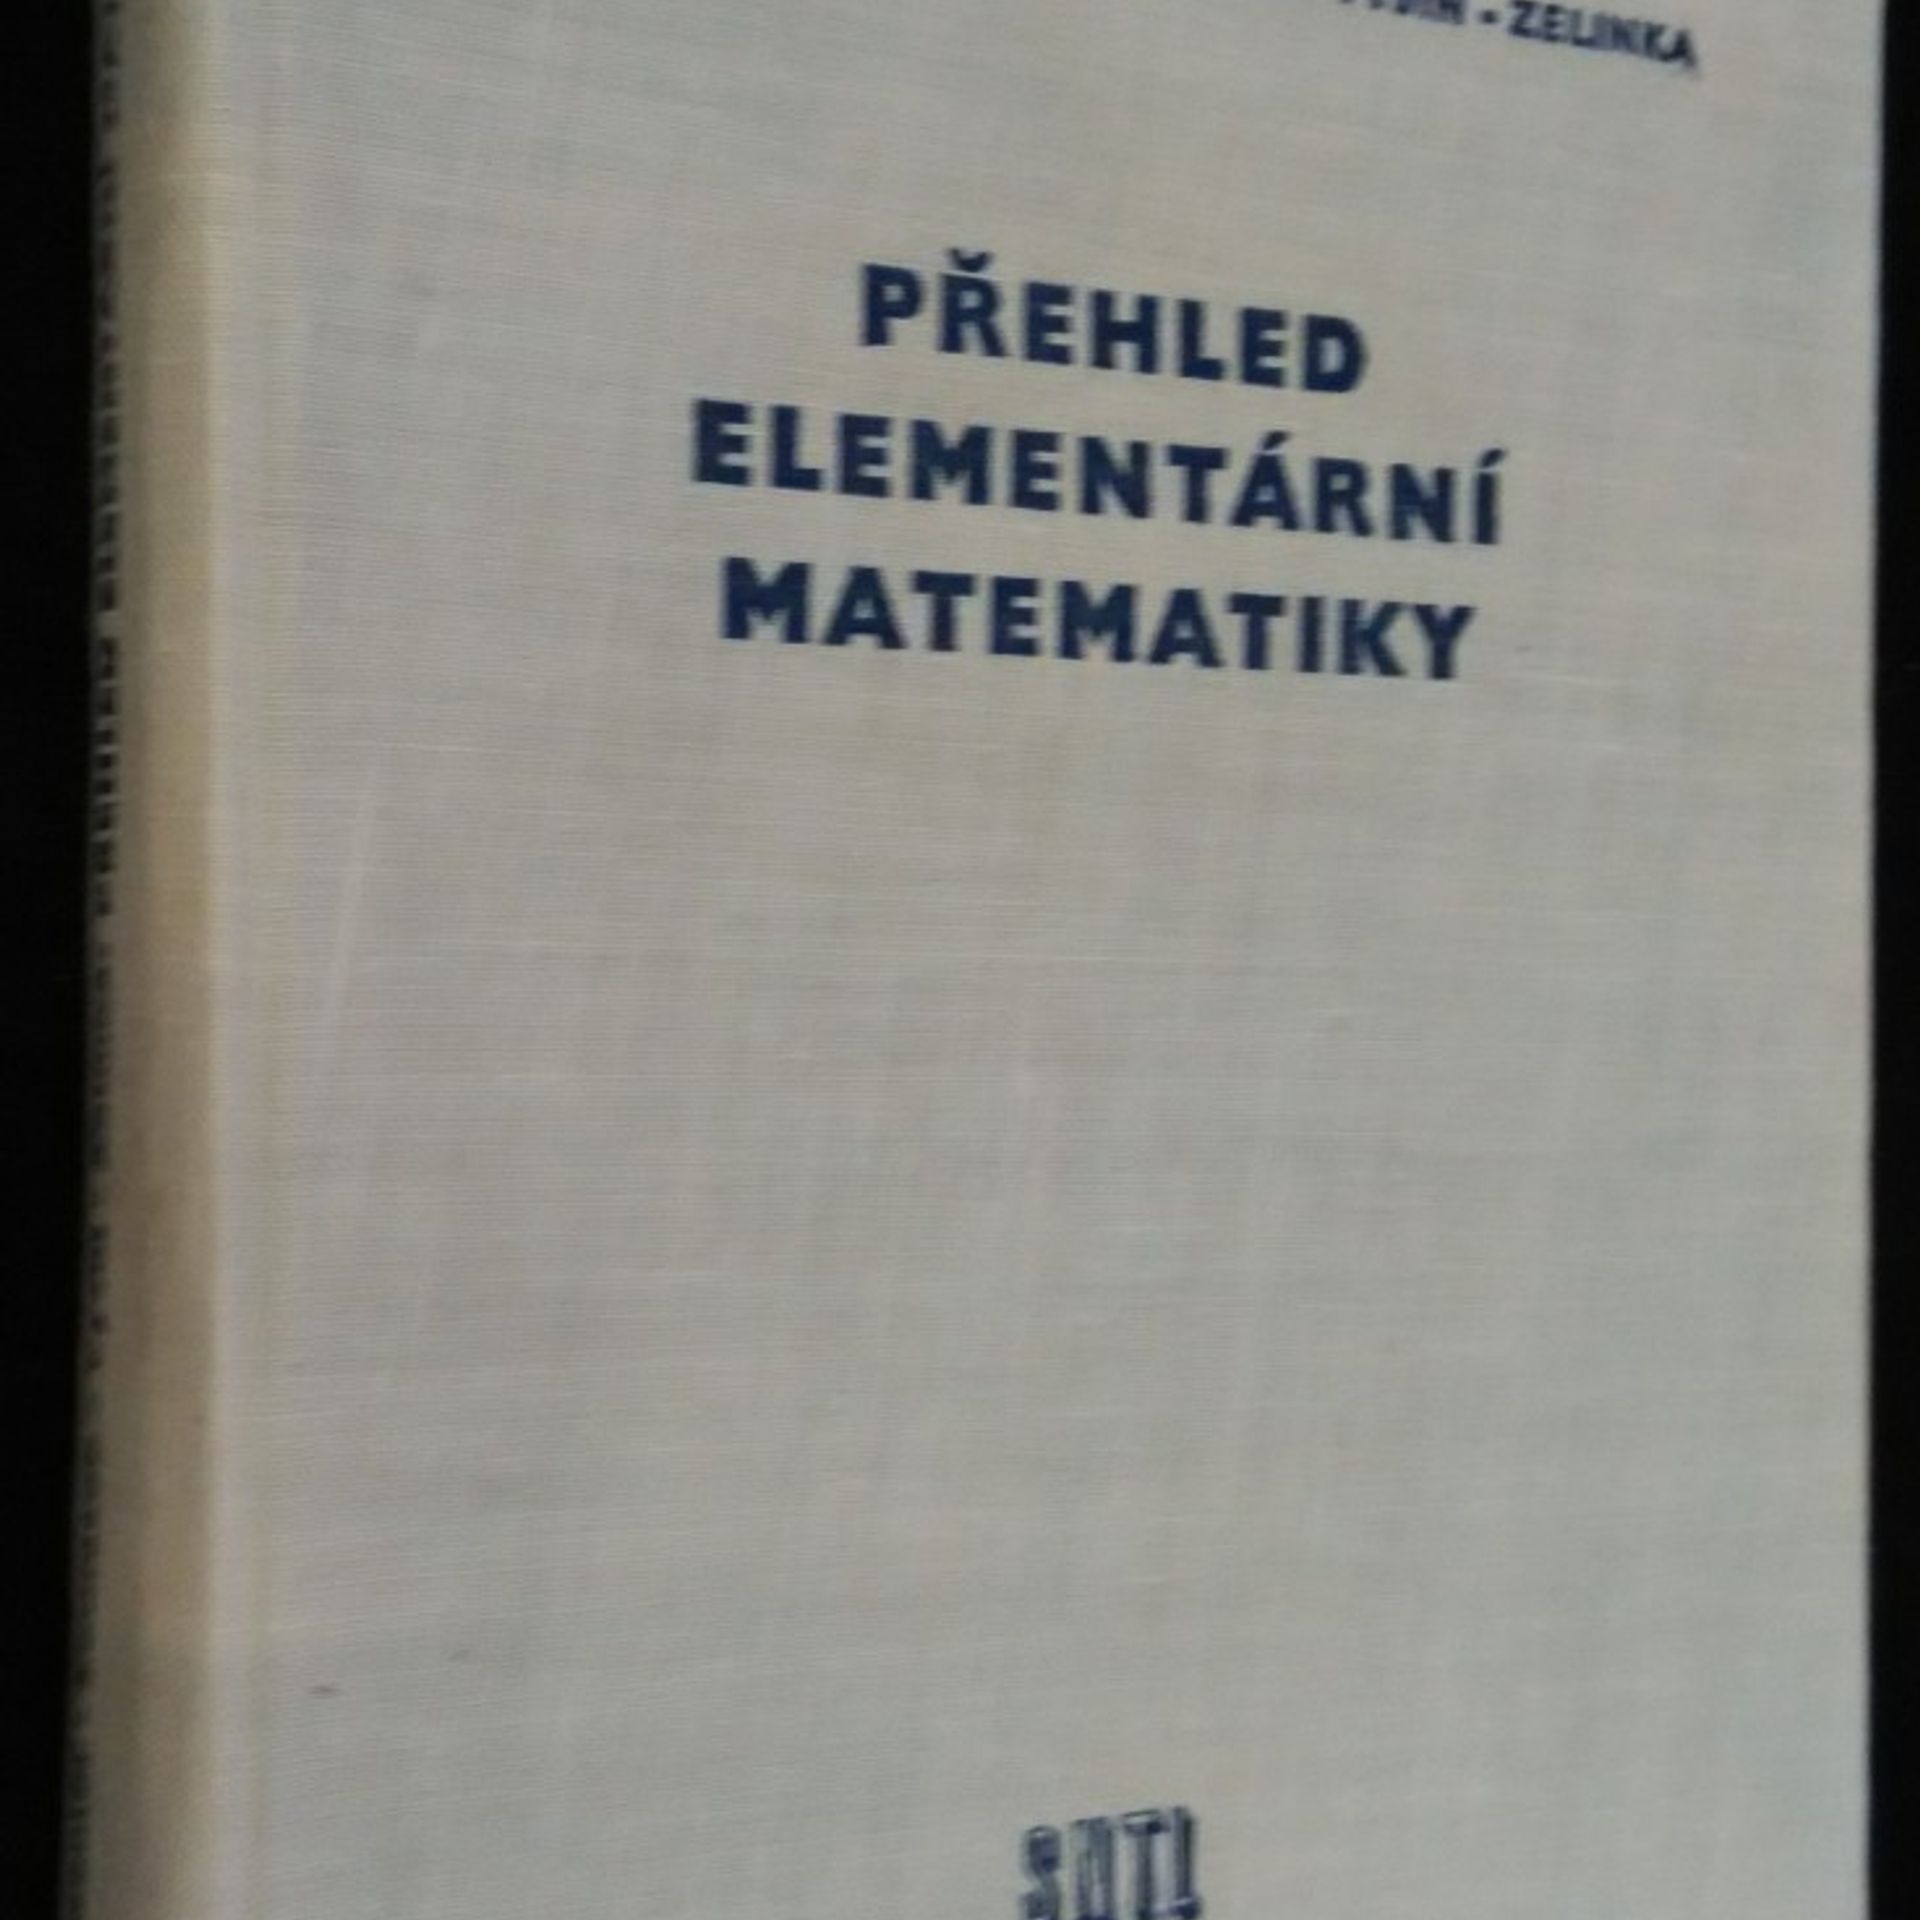 ZELINKA
PŘEHLED
ELEMENTÁRNÍ
MATEMATIKY
SNTL